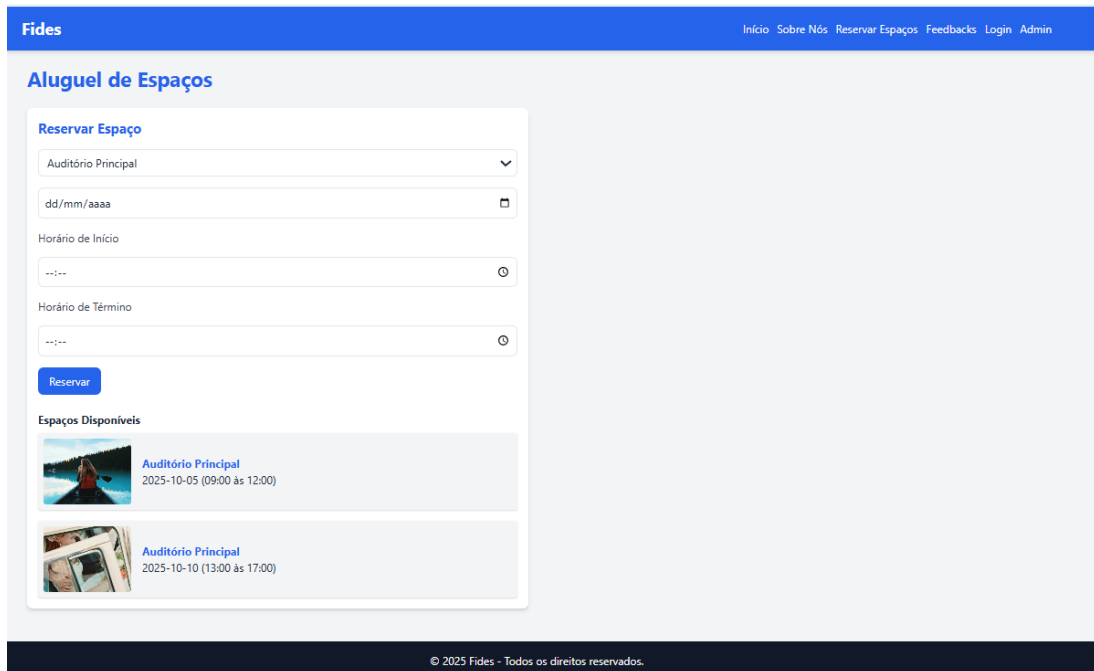 Fides
Início Sobre Nós Reservar Espaços Feedbacks Login Admin
Aluguel de Espaços
Reservar Espaço
Auditório Principal
dd/mm/aaaa
Horário de Início
--:--
Horário de Término
--:--
Reservar
Espaços Disponíveis
Auditório Principal
2025-10-05 (09:00 às 12:00)
Auditório Principal
2025-10-10 (13:00 às 17:00)
© 2025 Fides - Todos os direitos reservados.